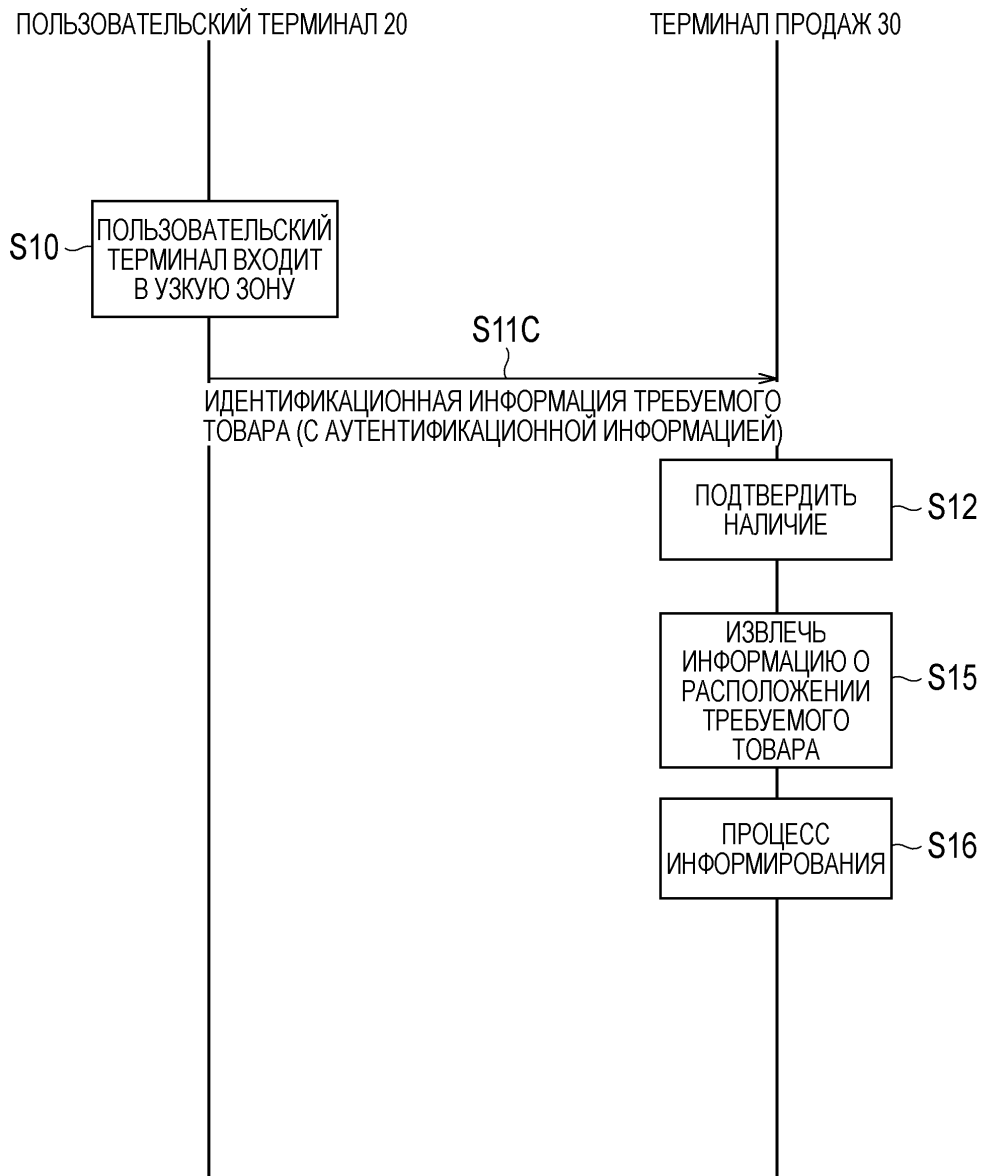 ПОЛЬЗОВАТЕЛЬСКИЙ ТЕРМИНАЛ 20
ТЕРМИНАЛ ПРОДАЖ 30
S10
ПОЛЬЗОВАТЕЛЬСКИЙ
ТЕРМИНАЛ ВХОДИТ
В УЗКУЮ ЗОНУ
S11C
ИДЕНТИФИКАЦИОННАЯ ИНФОРМАЦИЯ ТРЕБУЕМОГО
ТОВАРА (С АУТЕНТИФИКАЦИОННОЙ ИНФОРМАЦИЕЙ)
ПОДТВЕРДИТЬ
НАЛИЧИЕ
S12
ИЗВЛЕЧЬ
ИНФОРМАЦИЮ О
РАСПОЛОЖЕНИИ
ТРЕБУЕМОГО
ТОВАРА
S15
ПРОЦЕСС
ИНФОРМИРОВАНИЯ
S16